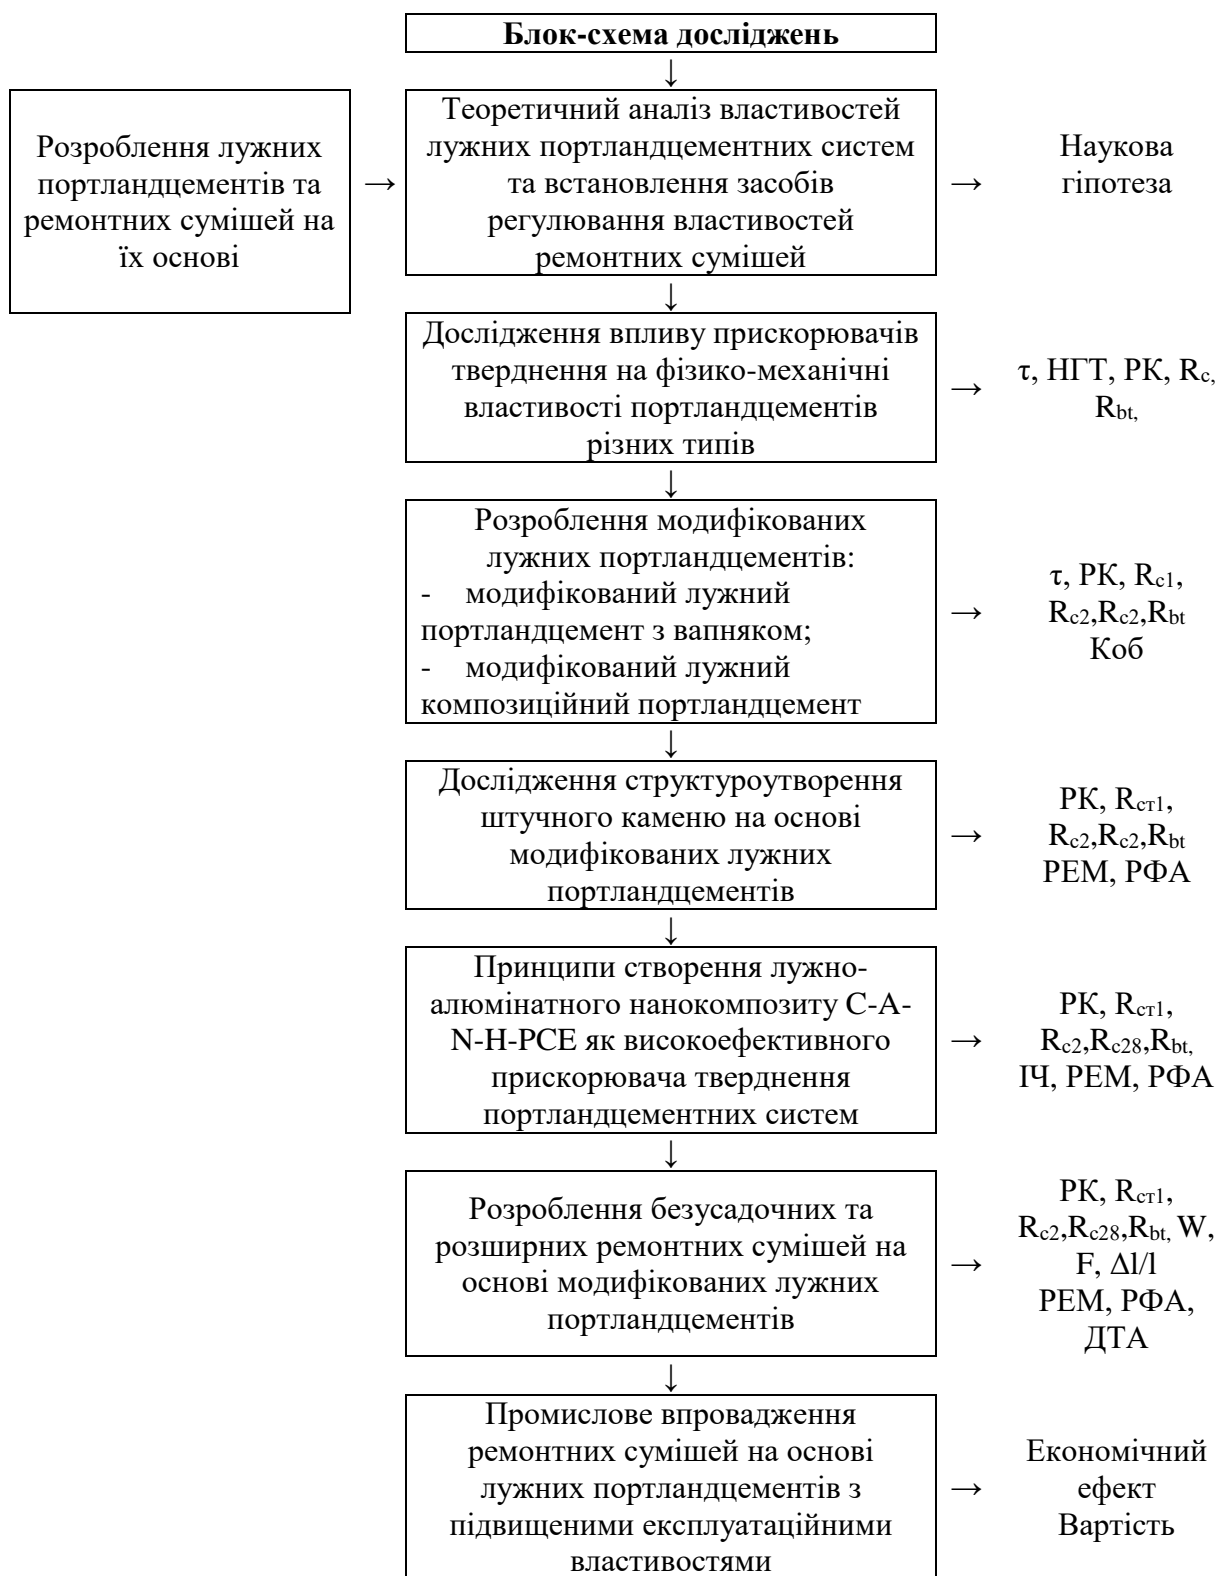 Блок-схема досліджень
↓
Розроблення лужних
портландцементів та
ремонтних сумішей на
їх основі
→
Теоретичний аналіз властивостей
лужних портландцементних систем
та встановлення засобів
регулювання властивостей
ремонтних сумішей
→
Наукова
гіпотеза
↓
Дослідження впливу прискорювачів
тверднення на фізико-механічні
властивості портландцементів
різних типів
→
τ, НГТ, РК, Rc,
Rbt,
↓
Розроблення модифікованих
лужних портландцементів:
- модифікований лужний
портландцемент з вапняком;
- модифікований лужний
композиційний портландцемент
→
τ, РК, Rc1,
Rc2,Rc2,Rbt
Коб
↓
Дослідження структуроутворення
штучного каменю на основі
модифікованих лужних
портландцементів
→
РК, Rст1,
Rc2,Rc2,Rbt
РЕМ, РФА
↓
Принципи створення лужно-
алюмінатного нанокомпозиту C-A-
N-H-PCE як високоефективного
прискорювача тверднення
портландцементних систем
→
РК, Rст1,
Rc2,Rc28,Rbt,
ІЧ, РЕМ, РФА
↓
Розроблення безусадочних та
розширних ремонтних сумішей на
основі модифікованих лужних
портландцементів
→
РК, Rст1,
Rc2,Rc28,Rbt, W,
F, Δl/l
РЕМ, РФА,
ДТА
↓
Промислове впровадження
ремонтних сумішей на основі
лужних портландцементів з
підвищеними експлуатаційними
властивостями
→
Економічний
ефект
Вартість